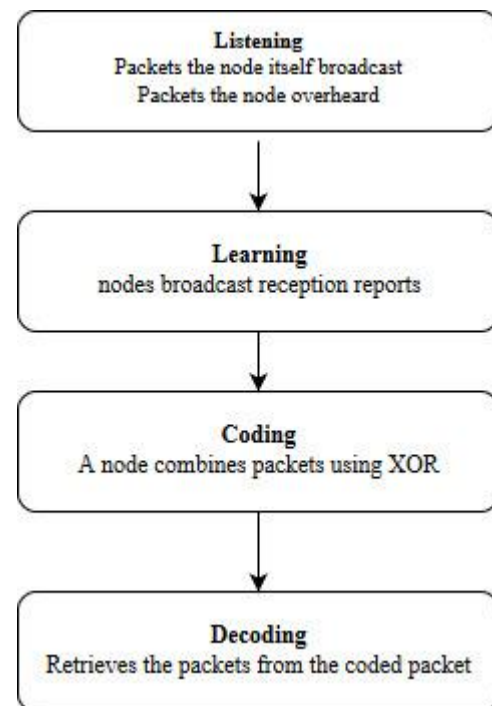 Listening
Packets the node itself broadcast
Packets the node overheard
Learning
nodes broadcast reception reports
Coding
A node combines packets using XOR
Decoding
Retrieves the packets from the coded packet